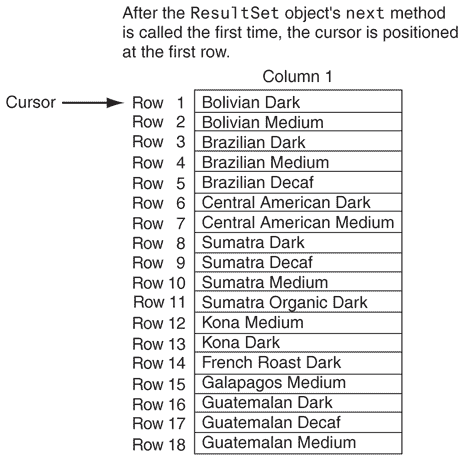 After the ResultSet object's next method
is called the first time, the cursor is positioned
at the first row.
Column 1
Cursor Row 1 Bolivian Dark
Row 2 Bolivian Medium
Row 3 Brazilian Dark
Row 4 Brazilian Medium
Row 5 Brazilian Decaf
Row 6 Central American Dark
Row 7 Central American Medium
Row 8 Sumatra Dark
Row 9 Sumatra Decaf
Row 10 Sumatra Medium
Row 11 Sumatra Organic Dark
Row 12 Kona Medium
Row 13 Kona Dark
Row 14 French Roast Dark
Row 15 Galapagos Medium
Row 16 Guatemalan Dark
Row 17 Guatemalan Decaf
Row 18 Guatemalan Medium